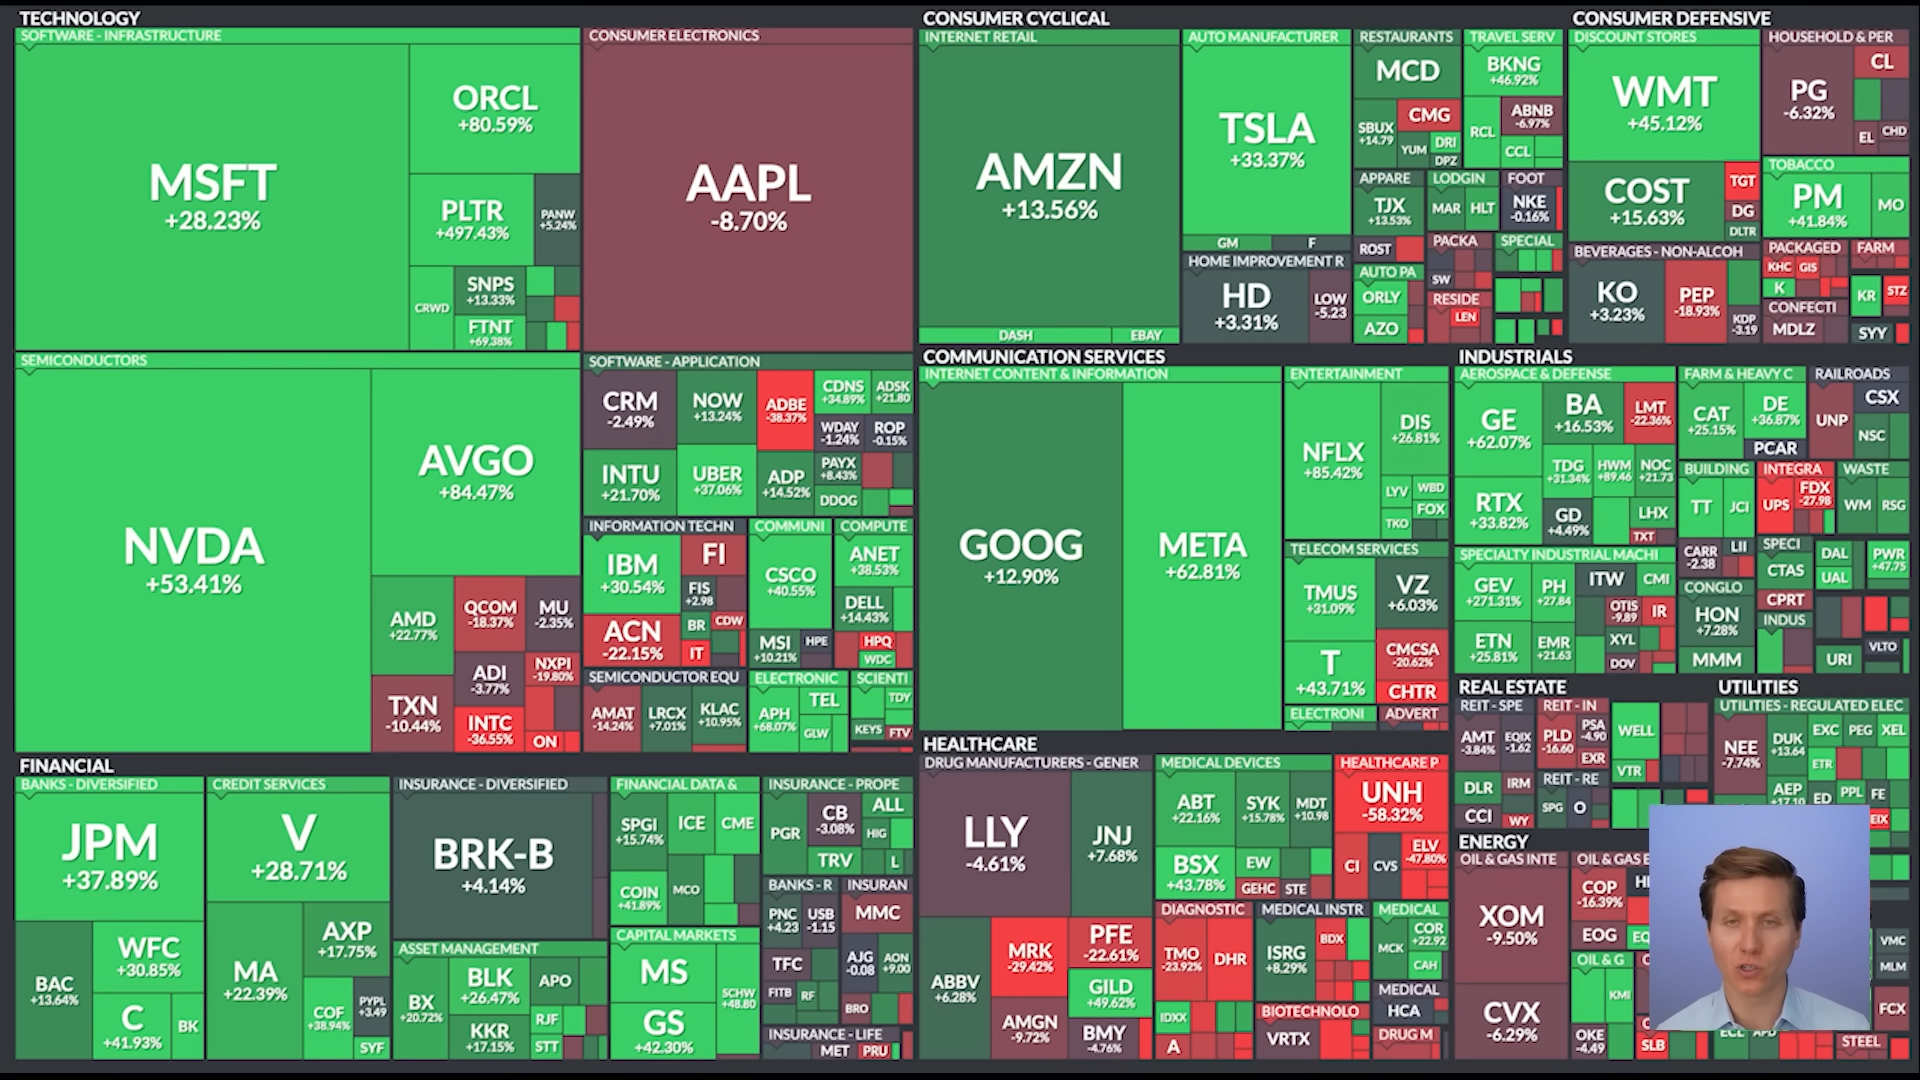 TECHNOLOGY
SOFTWARE - INFRASTRUCTURE
MSFT
+28.23%
ORCL
+80.59%
PLTR
+497.43%
PANW
+5.24%
CRWD
SNPS
+13.33%
FTNT
+69.38%
CONSUMER ELECTRONICS
AAPL
-8.70%
SEMICONDUCTORS
NVDA
+53.41%
AVGO
+84.47%
AMD
+22.77%
QCOM
-18.37%
MU
-2.35%
TXN
-10.44%
ADI
-3.77%
NXPI
-19.80%
INTC
-36.55%
ON
SOFTWARE - APPLICATION
CRM
-2.49%
NOW
+13.24%
ADBE
-38.37%
CDNS
+34.89%
ADSK
+21.80
WDAY
-1.24%
ROP
-0.15%
INTU
+21.70%
UBER
+37.06%
ADP
+14.52%
PAYX
+8.43%
DDOG
INFORMATION TECHN
IBM
+30.54%
FI
FIS
+2.98
ACN
-22.15%
BR
CDW
IT
COMMUNI
CSCO
+40.55%
MSI
+10.21%
HPE
COMPUTE
ANET
+38.53%
DELL
+14.43%
HPQ
WDC
SEMICONDUCTOR EQU
AMAT
-14.24%
LRCX
+7.01%
KLAC
+10.95%
ELECTRONIC
APH
+68.07%
TEL
GLW
SCIENTI
TDY
KEYS
FTV
FINANCIAL
BANKS - DIVERSIFIED
JPM
+37.89%
BAC
+13.64%
WFC
+30.85%
C
+41.93%
BK
CREDIT SERVICES
V
+28.71%
MA
+22.39%
AXP
+17.75%
COF
+38.94%
PYPL
+3.49
SYF
INSURANCE - DIVERSIFIED
BRK-B
+4.14%
ASSET MANAGEMENT
BX
+20.72%
BLK
+26.47%
APO
KKR
+17.15%
RJF
STT
FINANCIAL DATA &
SPGI
+15.74%
ICE
CME
COIN
+41.89%
MCO
CAPITAL MARKETS
MS
GS
+42.30%
SCHW
+48.80
INSURANCE - PROPE
PGR
CB
-3.08%
ALL
HIG
TRV
L
BANKS - R
PNC
+4.23
USB
-1.15
TFC
FITB
RF
INSURAN
MMC
AJG
-0.08
AON
+9.00
BRO
INSURANCE - LIFE
MET
PRU
CONSUMER CYCLICAL
INTERNET RETAIL
AMZN
+13.56%
DASH
EBAY
AUTO MANUFACTURER
TSLA
+33.37%
GM
F
HOME IMPROVEMENT R
HD
+3.31%
LOW
-5.23
RESTAURANTS
MCD
SBUX
+14.79
CMG
YUM
DRI
DPZ
TRAVEL SERV
BKNG
+46.92%
RCL
ABNB
-6.97%
CCL
APPARE
TJX
+13.53%
ROST
LODGIN
MAR
HLT
FOOT
NKE
-0.16%
AUTO PA
ORLY
AZO
PACKA
SW
SPECIAL
RESIDE
LEN
CONSUMER DEFENSIVE
DISCOUNT STORES
WMT
+45.12%
COST
+15.63%
TGT
DG
DLTR
HOUSEHOLD & PER
PG
-6.32%
CL
EL
CHD
TOBACCO
PM
+41.84%
MO
BEVERAGES - NON-ALCOH
KO
+3.23%
PEP
-18.93%
KDP
-3.19
PACKAGED
KHC
GIS
K
FARM
CONFECTI
MDLZ
KR
STZ
SYY
COMMUNICATION SERVICES
INTERNET CONTENT & INFORMATION
GOOG
+12.90%
META
+62.81%
ENTERTAINMENT
NFLX
+85.42%
DIS
+26.81%
LYV
WBD
FOX
TKO
TELECOM SERVICES
TMUS
+31.09%
VZ
+6.03%
T
+43.71%
CMCSA
-20.62%
CHTR
ELECTRONI
ADVERT
INDUSTRIALS
AEROSPACE & DEFENSE
GE
+62.07%
BA
+16.53%
LMT
-22.36%
RTX
+33.82%
TDG
+31.34%
HWM
+89.46
NOC
+21.73
GD
+4.49%
LHX
TXT
FARM & HEAVY C
CAT
+25.15%
DE
+36.87%
PCAR
RAILROADS
UNP
CSX
NSC
BUILDING
TT
JCI
CARR
-2.38
LII
INTEGRA
UPS
FDX
-27.98
WASTE
WM
RSG
SPECIALTY INDUSTRIAL MACHI
GEV
+271.31%
PH
+27.84
ITW
CMI
ETN
+25.81%
EMR
+21.63
OTIS
-9.89
IR
XYL
DOV
SPECI
CTAS
CPRT
DAL
UAL
PWR
+47.75
CONGLO
HON
+7.28%
MMM
INDUS
URI
VLTO
HEALTHCARE
DRUG MANUFACTURERS - GENER
LLY
-4.61%
JNJ
+7.68%
ABBV
+6.28%
MRK
-29.42%
PFE
-22.61%
GILD
+49.62%
AMGN
-9.72%
BMY
-4.76%
MEDICAL DEVICES
ABT
+22.16%
SYK
+15.78%
MDT
+10.98
BSX
+43.78%
EW
GEHC
STE
HEALTHCARE P
UNH
-58.32%
CI
CVS
ELV
-47.80%
DIAGNOSTIC
TMO
-23.92%
DHR
IDXX
A
MEDICAL INSTR
ISRG
+8.29%
BDX
BIOTECHNOLO
VRTX
MEDICAL
MCK
COR
+22.92
CAH
MEDICAL
HCA
DRUG M
REAL ESTATE
REIT - SPE
AMT
-3.84%
EQIX
-1.62
DLR
IRM
CCI
WY
REIT - IN
PLD
-16.60
PSA
-4.90
EXR
WELL
VTR
REIT - RE
SPG
O
UTILITIES
UTILITIES - REGULATED ELEC
NEE
-7.74%
DUK
+13.64
EXC
PEG
XEL
ETR
AEP
+17.10
ED
PPL
FE
EIX
ENERGY
OIL & GAS INTE
XOM
-9.50%
CVX
-6.29%
OIL & GAS E
COP
-16.39%
EOG
EQ
OIL & G
KMI
OKE
-4.49
SLB
ECL
APD
VMC
MLM
FCX
STEEL